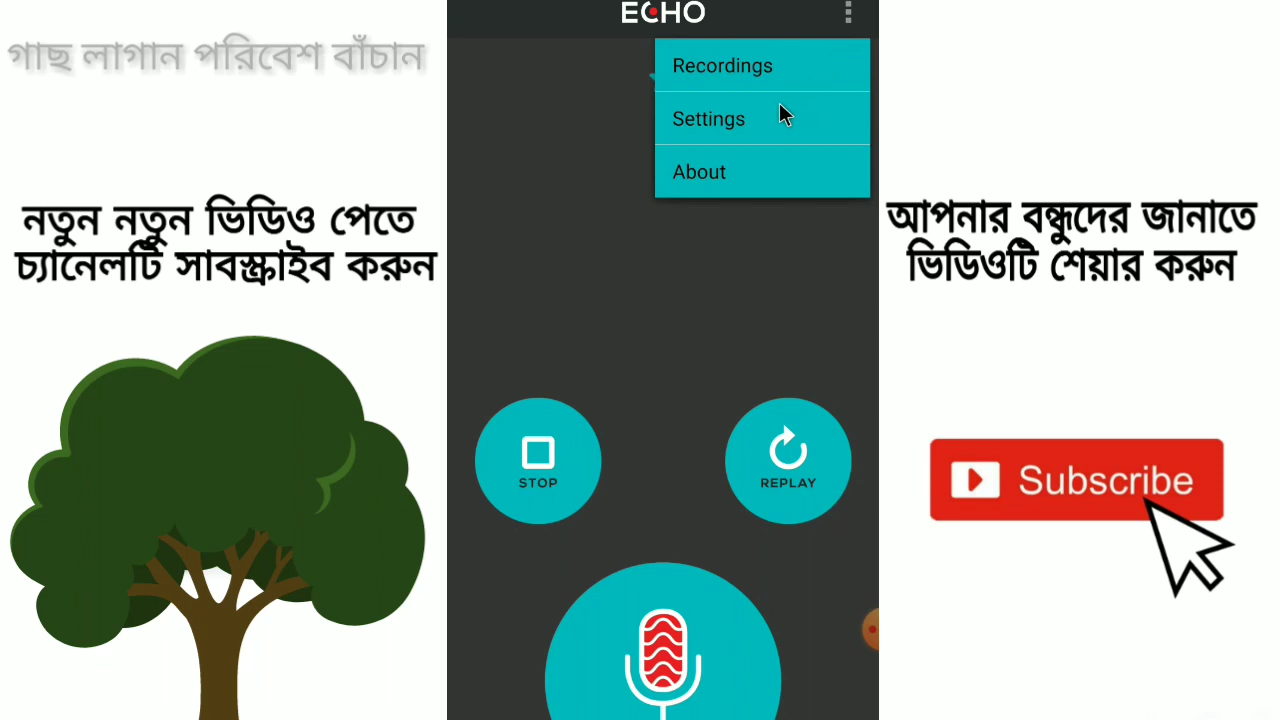 গাছ লাগান পরিবেশ বাঁচান
নতুন নতুন ভিডিও পেতে
চ্যানেলটি সাবস্ক্রাইব করুন
ECHO
Recordings
Settings
About
STOP
REPLAY
আপনার বন্ধুদের জানাতে
ভিডিওটি শেয়ার করুন
Subscribe